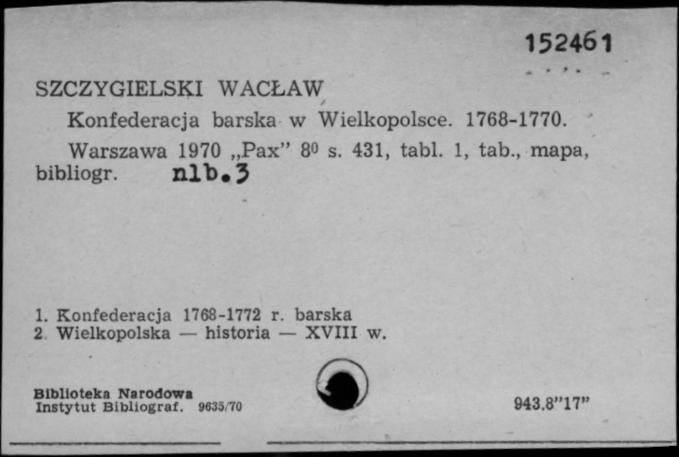 152461
SZCZYGIELSKI WACŁAW
Konfederacja barska w Wielkopolsce. 1768-1770.
Warszawa 1970 „Pax” 8⁰ s. 431, tabl. 1, tab., mapa,
bibliogr. nlb.3
1. Konfederacja 1768-1772 r. barska
2. Wielkopolska — historia — XVIII w.
Biblioteka Narodowa
Instytut Bibliograf. 9635/70
943.8”17”